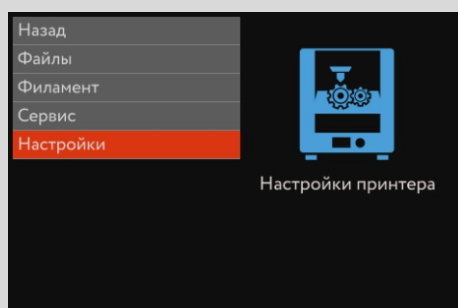 Назад
Файлы
Филамент
Сервис
Настройки
Настройки принтера